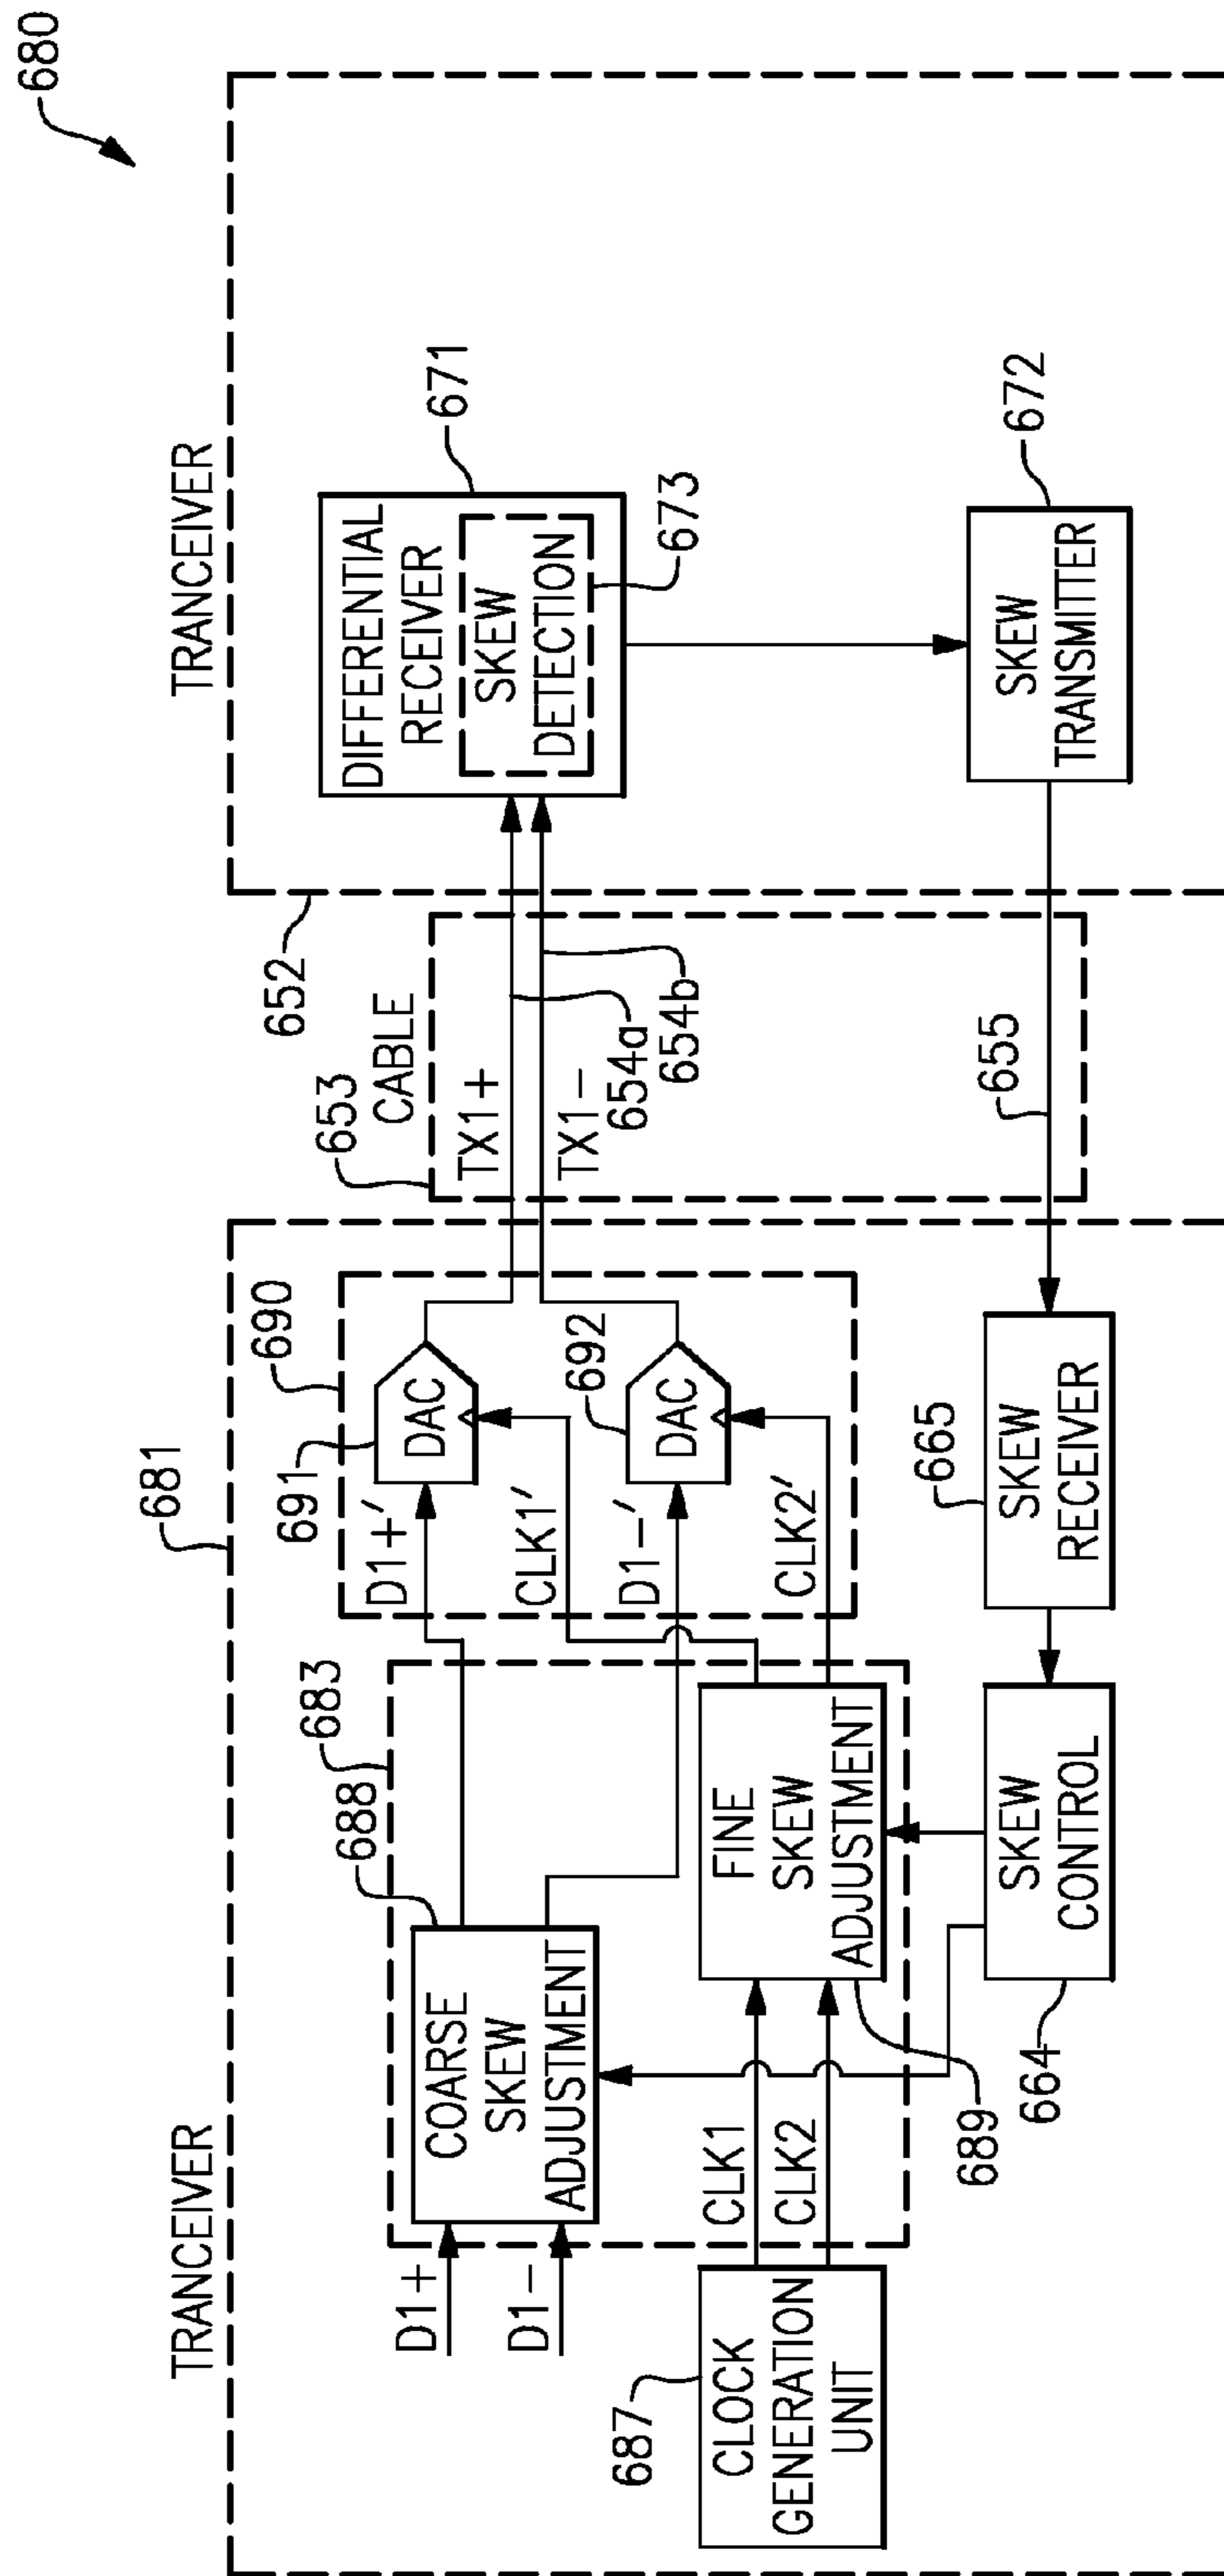 680
TRANCEIVER
681
TRANCEIVER
652
653
CABLE
690
683
688
691
D1+
D1−
COARSE
SKEW
ADJUSTMENT
D1+′
DAC
CLK1′
D1−′
692
DAC
CLK2′
TX1+
TX1−
654a
654b
DIFFERENTIAL
RECEIVER
671
SKEW
DETECTION
673
687
CLOCK
GENERATION
UNIT
CLK1
CLK2
FINE
SKEW
ADJUSTMENT
689
664
SKEW
CONTROL
665
SKEW
RECEIVER
655
SKEW
TRANSMITTER
672